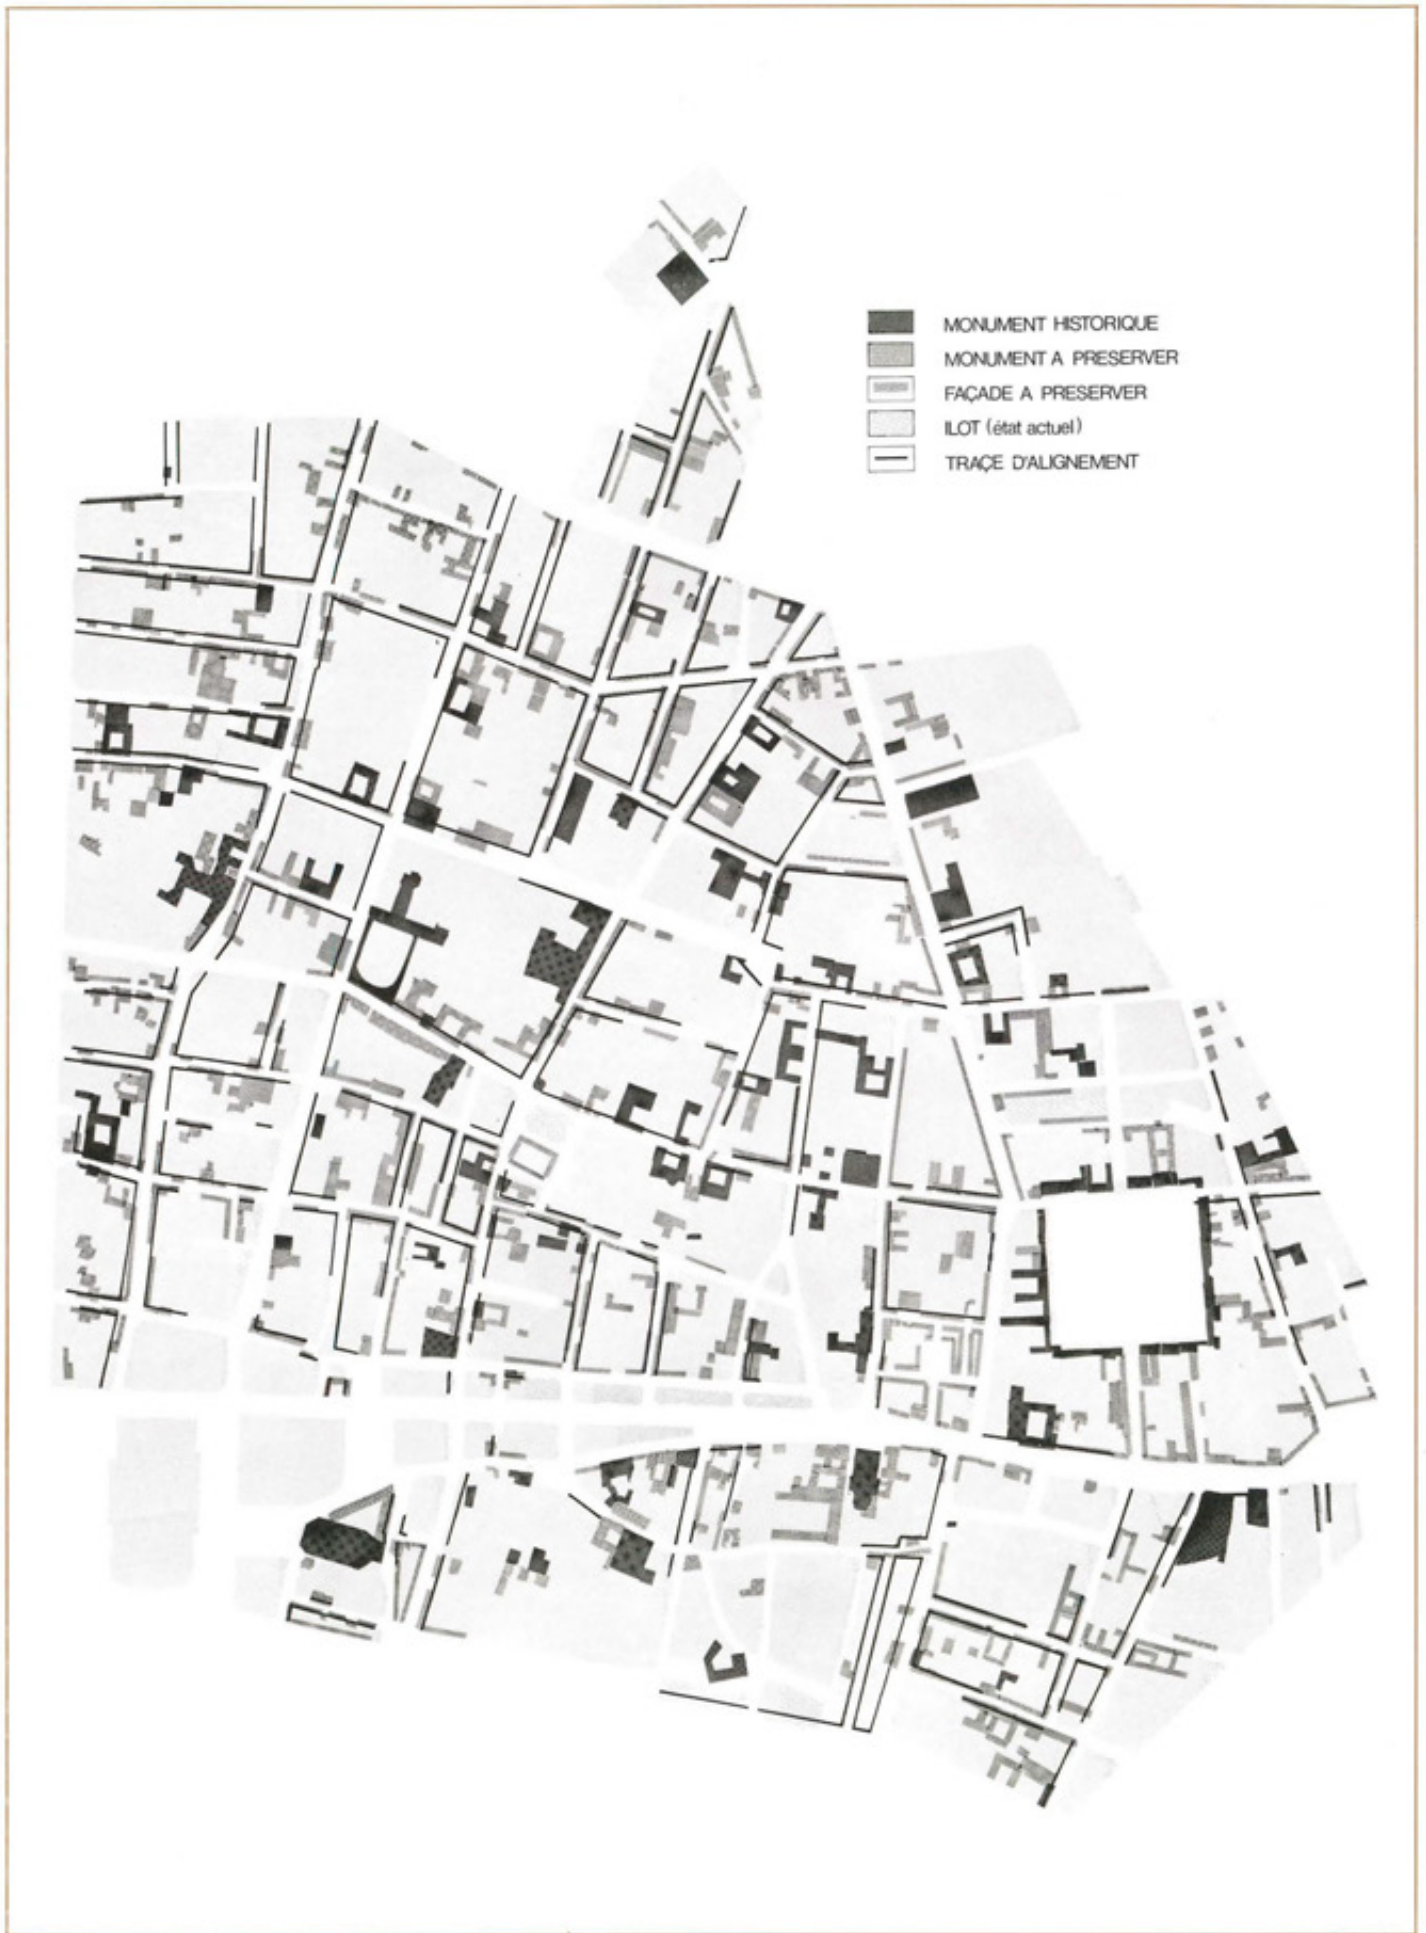 MONUMENT HISTORIQUE
MONUMENT A PRESERVER
FAÇADE A PRESERVER
ILOT (état actuel)
TRAÇE D'ALIGNEMENT